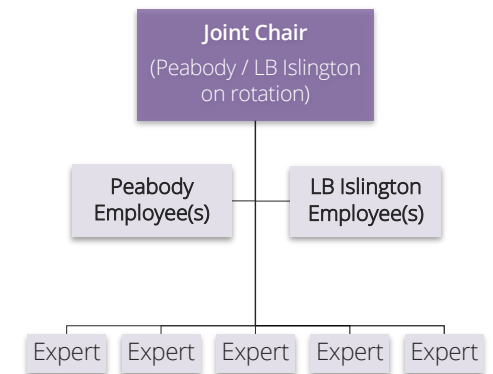 Joint Chair
(Peabody / LB Islington
on rotation)
Peabody
Employee(s)
LB Islington
Employee(s)
Expert
Expert
Expert
Expert
Expert